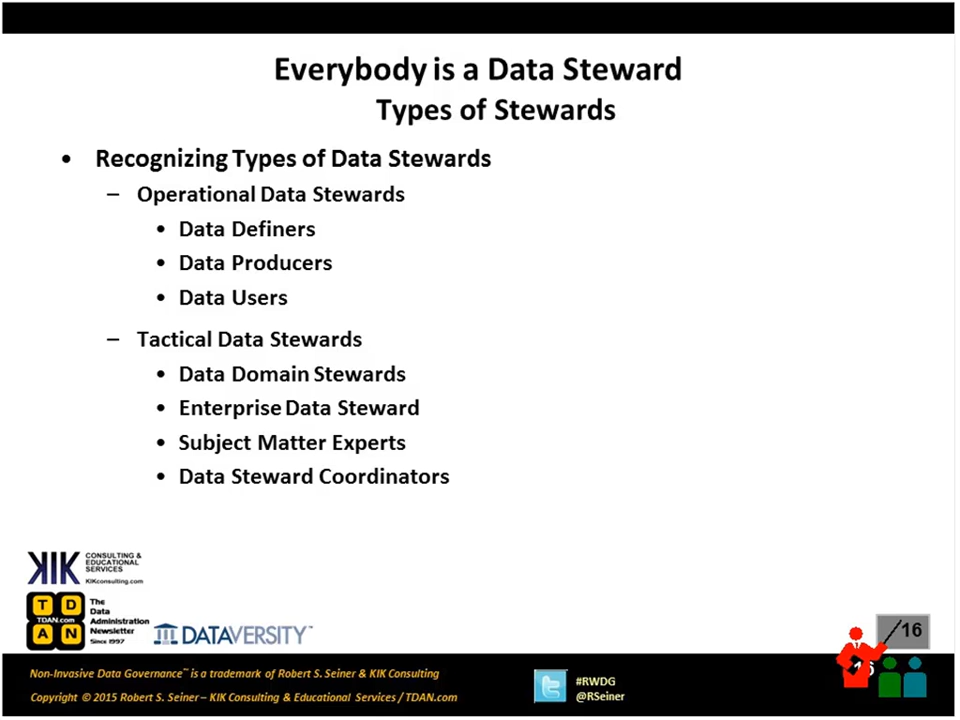 Everybody is a Data Steward
Types of Stewards
• Recognizing Types of Data Stewards
– Operational Data Stewards
• Data Definers
• Data Producers
• Data Users
– Tactical Data Stewards
• Data Domain Stewards
• Enterprise Data Steward
• Subject Matter Experts
• Data Steward Coordinators
KIK
CONSULTING &
EDUCATIONAL
SERVICES
KIKconsulting.com
T D
TDAN.com
A N
The
Data
Administration
Newsletter
Since 1997
DATAVERSITY™
16
16
Non-Invasive Data Governance™ is a trademark of Robert S. Seiner & KIK Consulting
Copyright © 2015 Robert S. Seiner – KIK Consulting & Educational Services / TDAN.com
#RWDG
@RSeiner